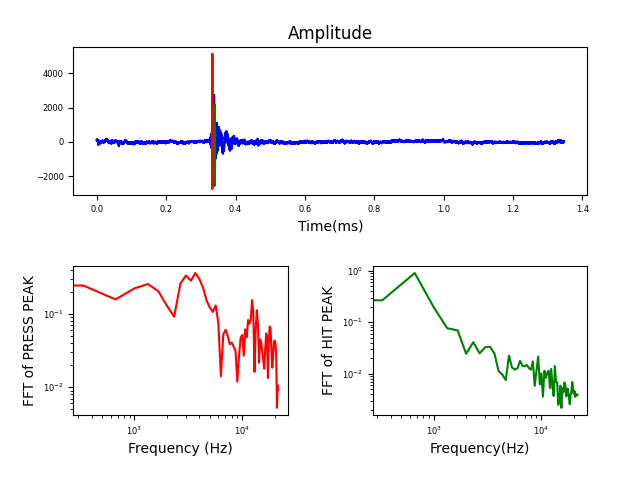 Amplitude
4000
2000
0
−2000
0.0 0.2 0.4 0.6 0.8 1.0 1.2 1.4
Time(ms)
FFT of PRESS PEAK
10⁻¹
10⁻²
10³ 10⁴
Frequency (Hz)
FFT of HIT PEAK
10⁰
10⁻¹
10⁻²
10³ 10⁴
Frequency(Hz)